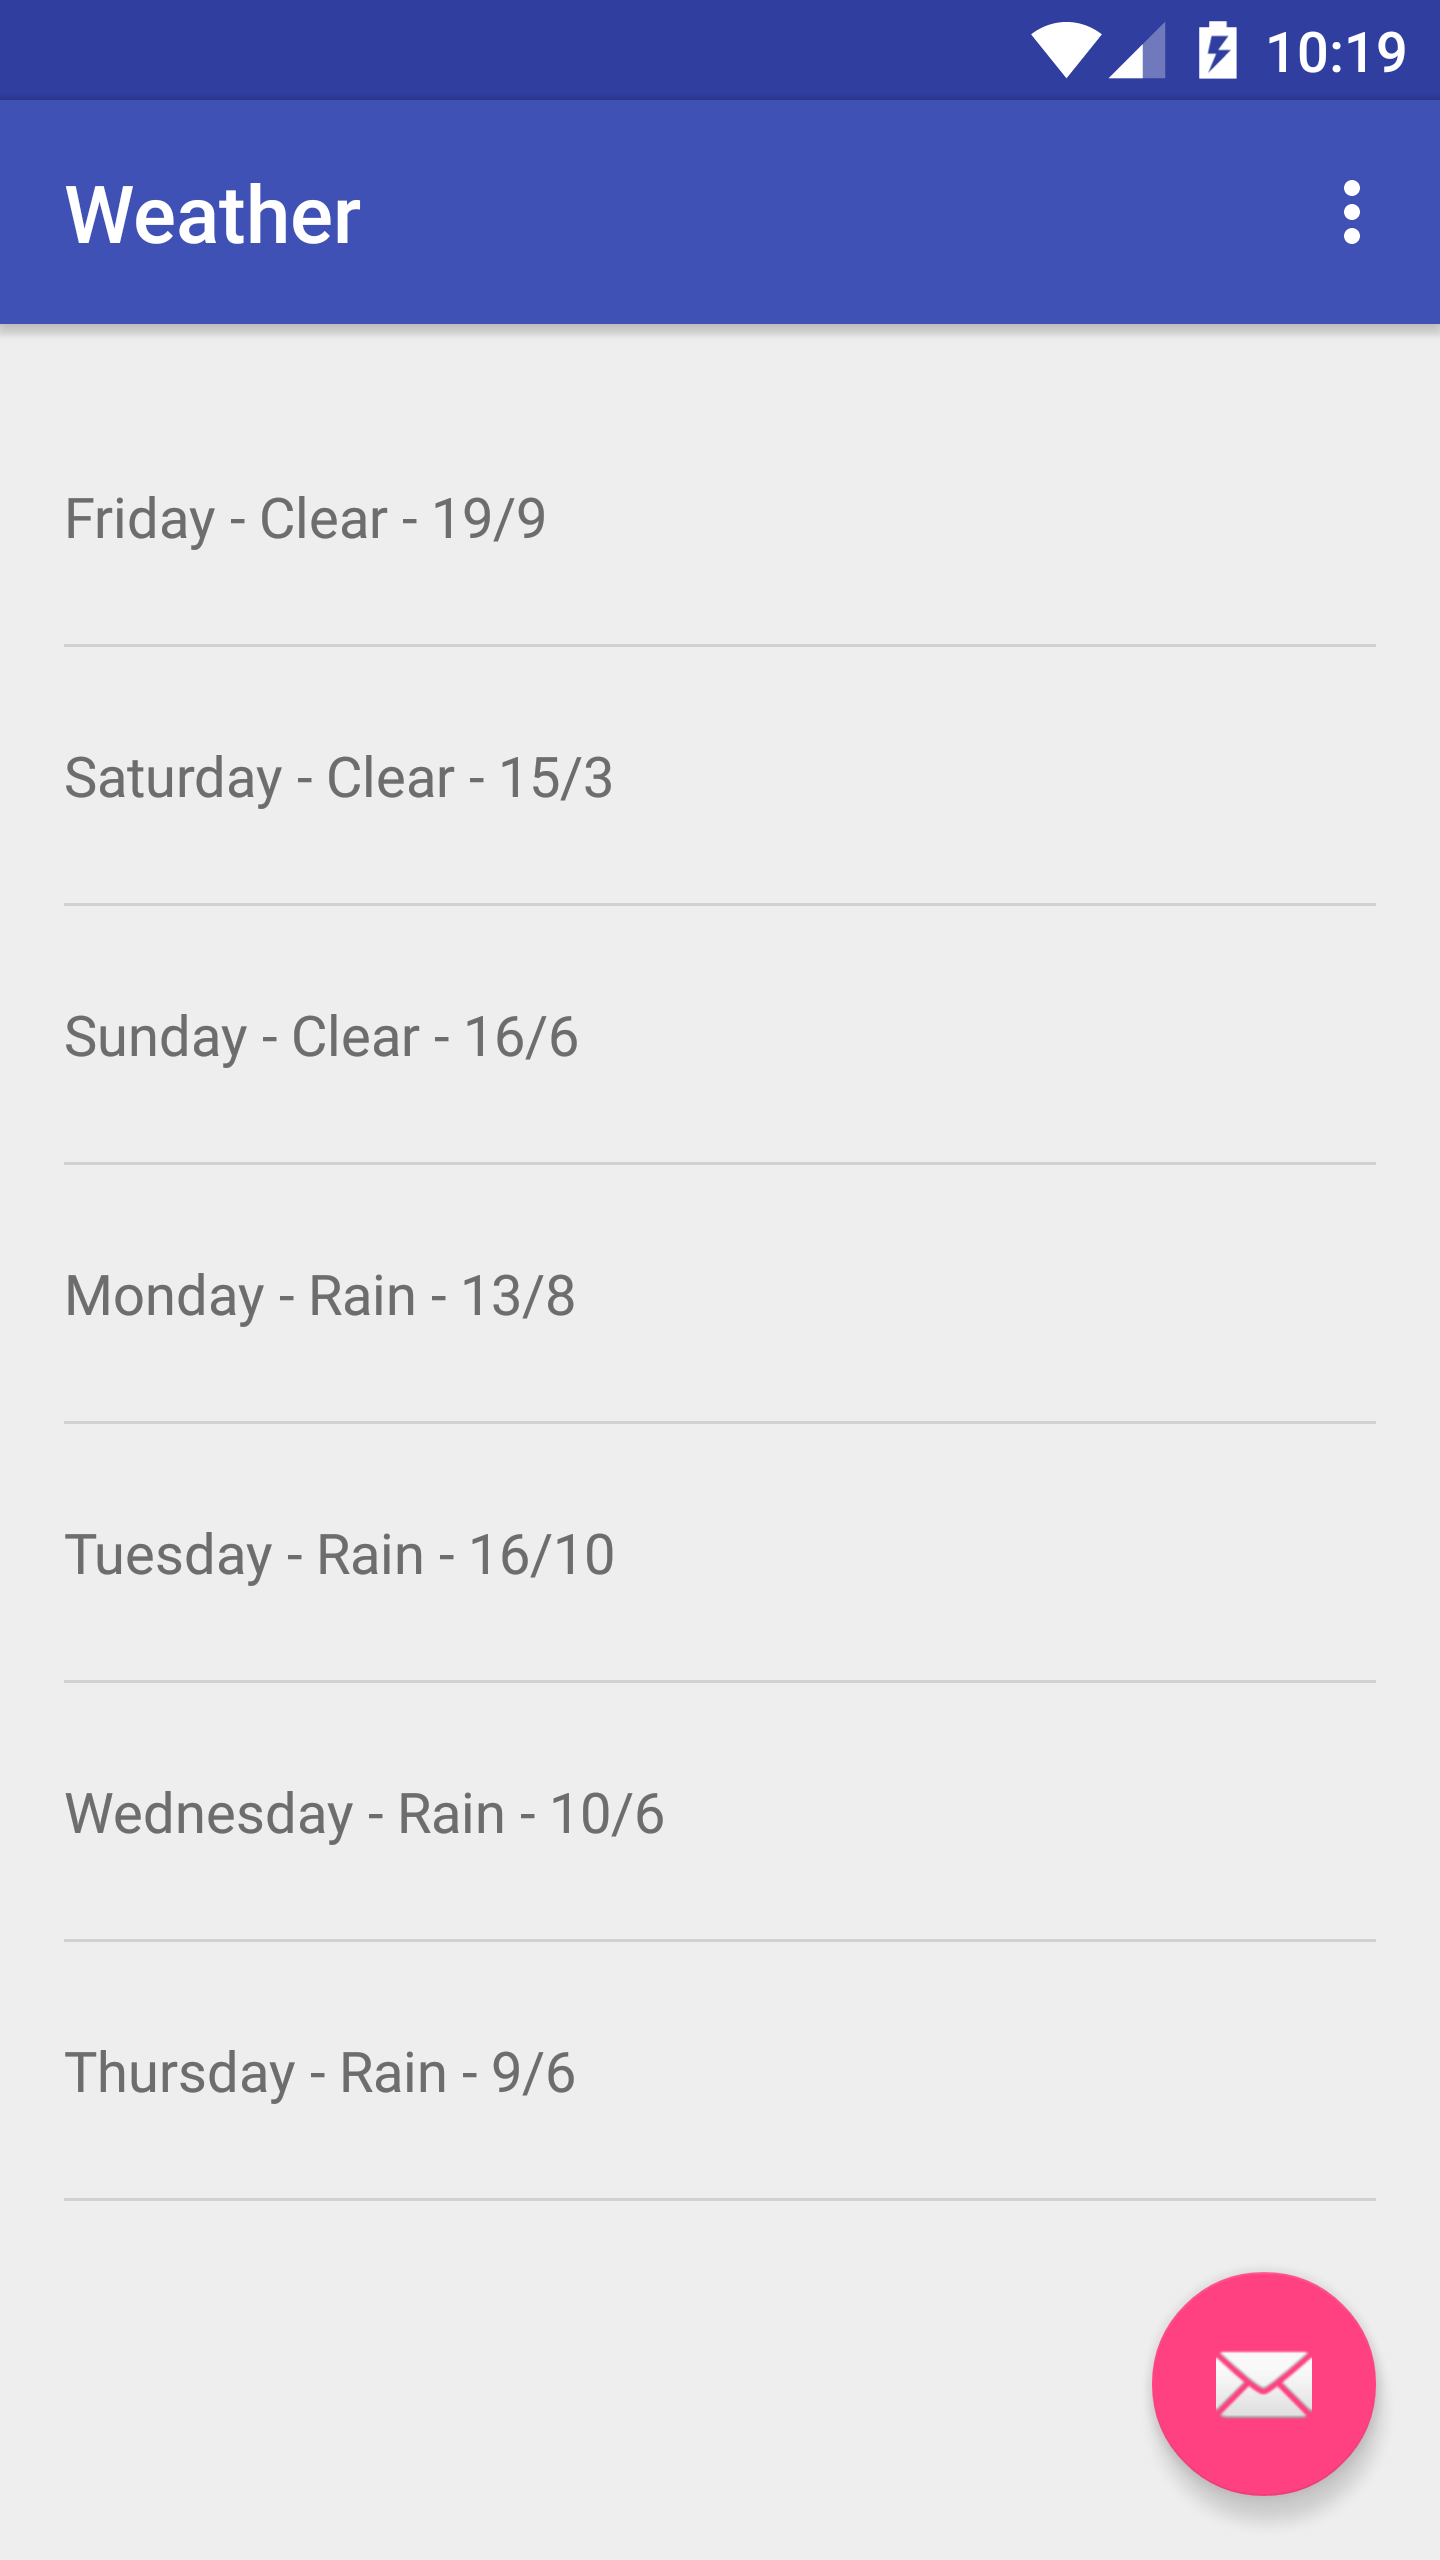 10:19
Weather
Friday - Clear - 19/9
Saturday - Clear - 15/3
Sunday - Clear - 16/6
Monday - Rain - 13/8
Tuesday - Rain - 16/10
Wednesday - Rain - 10/6
Thursday - Rain - 9/6